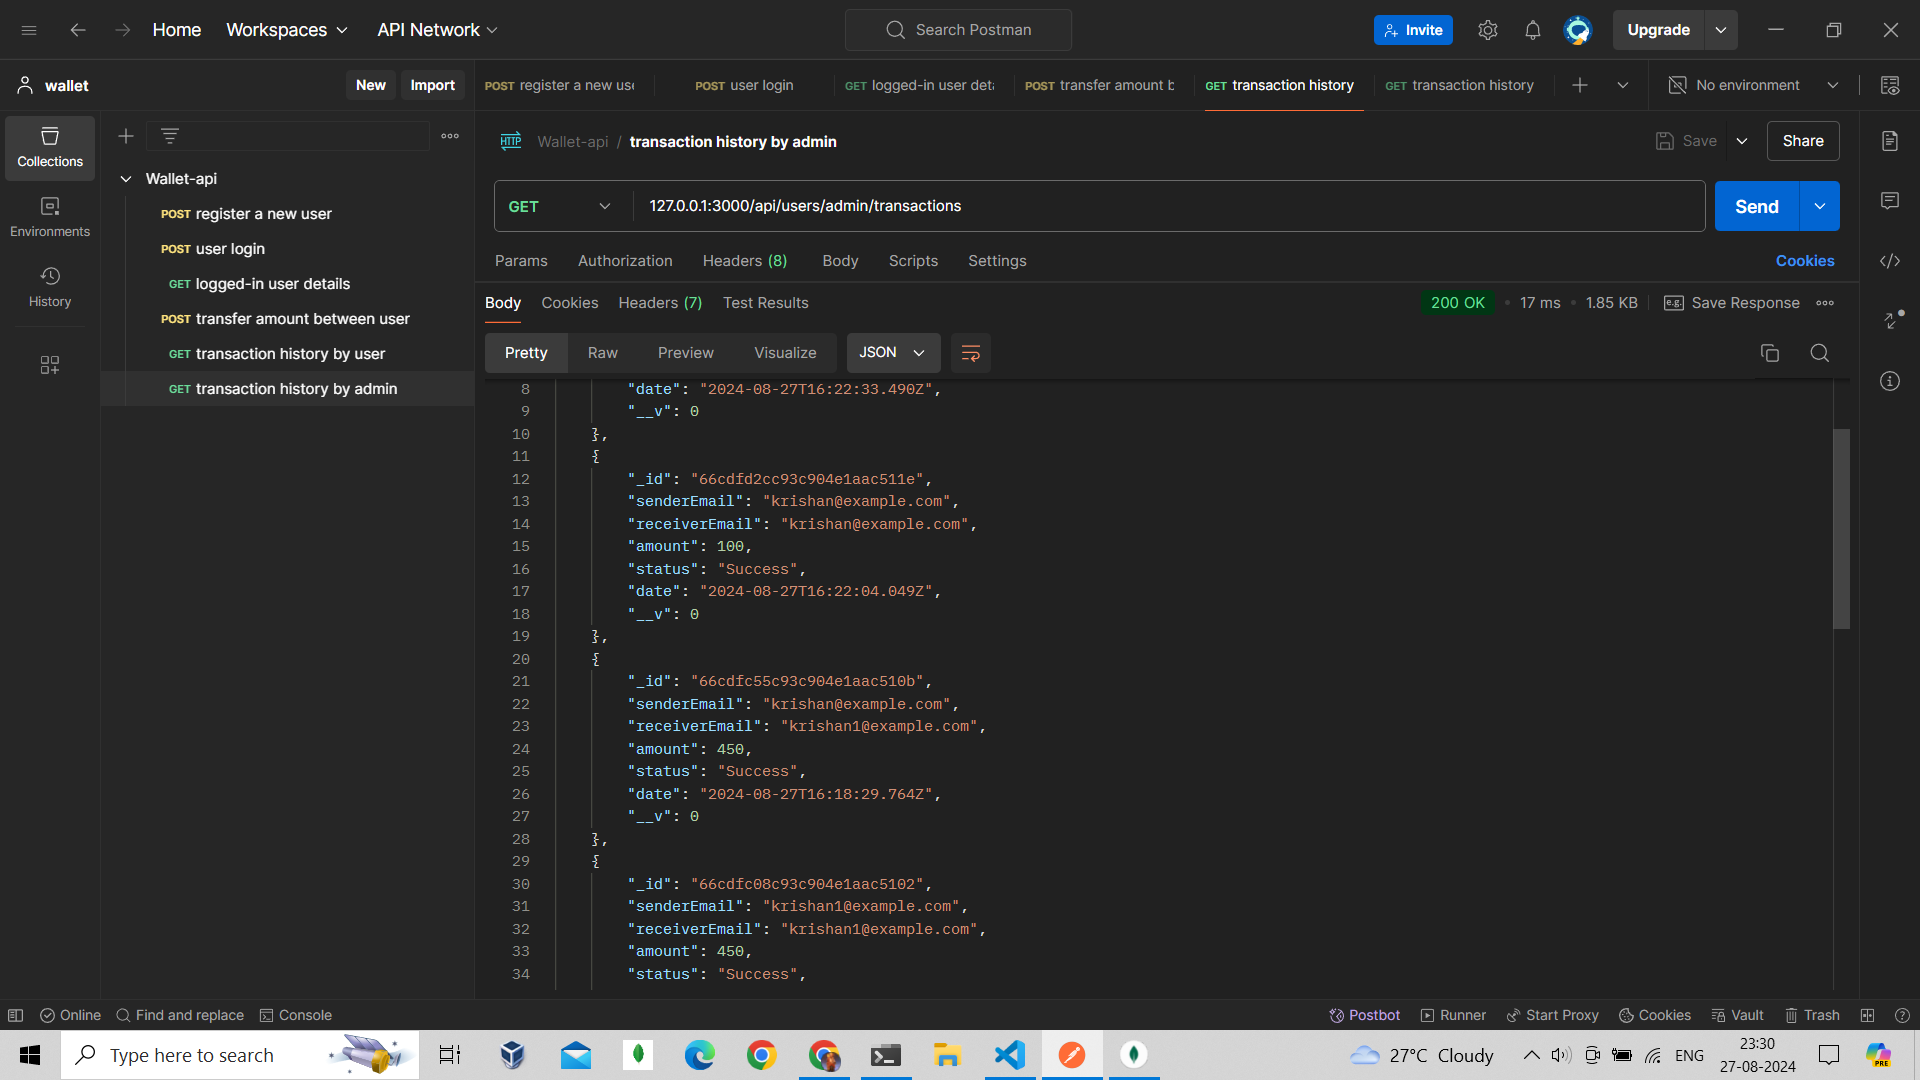 Home Workspaces API Network Search Postman Invite Upgrade
wallet New Import POST register a new use POST user login GET logged-in user deta POST transfer amount b GET transaction history GET transaction history No environment
Collections
Environments
History
Wallet-api
POST register a new user
POST user login
GET logged-in user details
POST transfer amount between user
GET transaction history by user
GET transaction history by admin
HTTP Wallet-api / transaction history by admin Save Share
GET 127.0.0.1:3000/api/users/admin/transactions Send
Params Authorization Headers (8) Body Scripts Settings Cookies
Body Cookies Headers (7) Test Results 200 OK 17 ms 1.85 KB e.g. Save Response
Pretty Raw Preview Visualize JSON
8 "date": "2024-08-27T16:22:33.490Z",
9 "__v": 0
10 },
11 {
12 "_id": "66cdfd2cc93c904e1aac511e",
13 "senderEmail": "krishan@example.com",
14 "receiverEmail": "krishan@example.com",
15 "amount": 100,
16 "status": "Success",
17 "date": "2024-08-27T16:22:04.049Z",
18 "__v": 0
19 },
20 {
21 "_id": "66cdfc55c93c904e1aac510b",
22 "senderEmail": "krishan@example.com",
23 "receiverEmail": "krishan1@example.com",
24 "amount": 450,
25 "status": "Success",
26 "date": "2024-08-27T16:18:29.764Z",
27 "__v": 0
28 },
29 {
30 "_id": "66cdfc08c93c904e1aac5102",
31 "senderEmail": "krishan1@example.com",
32 "receiverEmail": "krishan1@example.com",
33 "amount": 450,
34 "status": "Success",
Online Find and replace Console Postbot Runner Start Proxy Cookies Vault Trash
Type here to search 27°C Cloudy ENG 23:30
27-08-2024
PRE